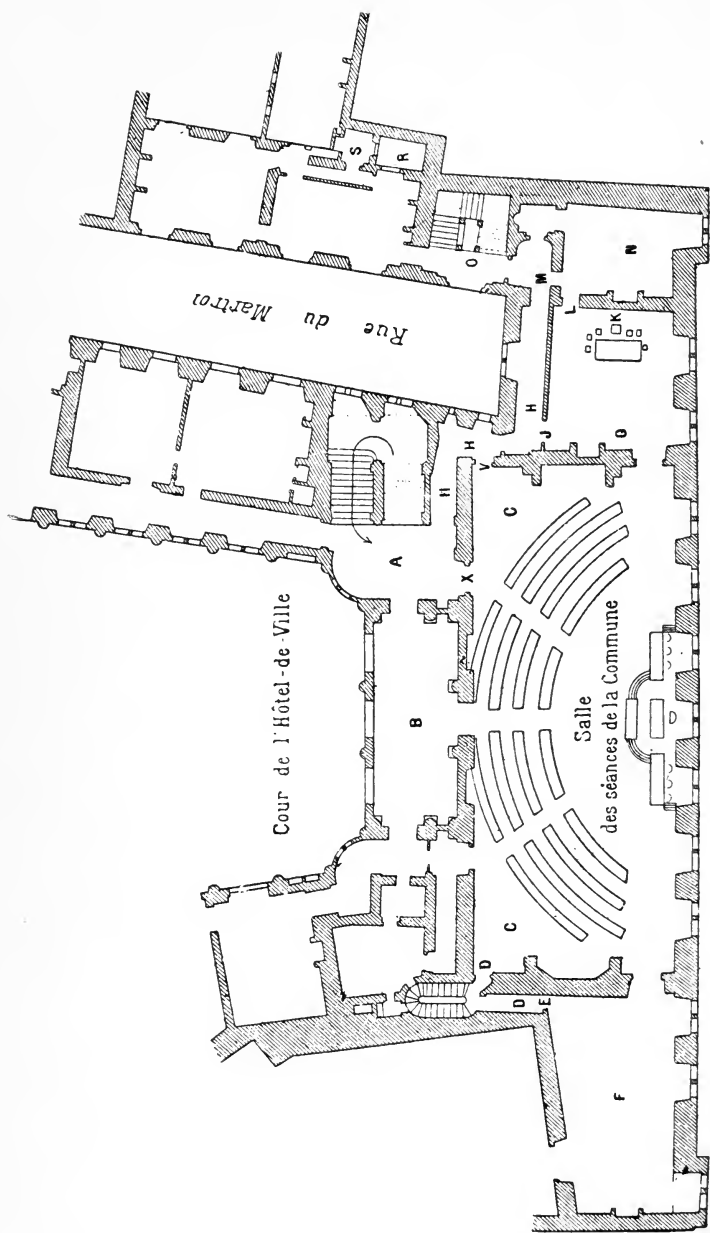 Rue du Martroi
Cour de l'Hôtel-de-Ville
Salle
des séances de la Commune
S
R
O
M
N
L
K
H
J
H
H
V
C
X
A
B
D
C
D
D
E
F